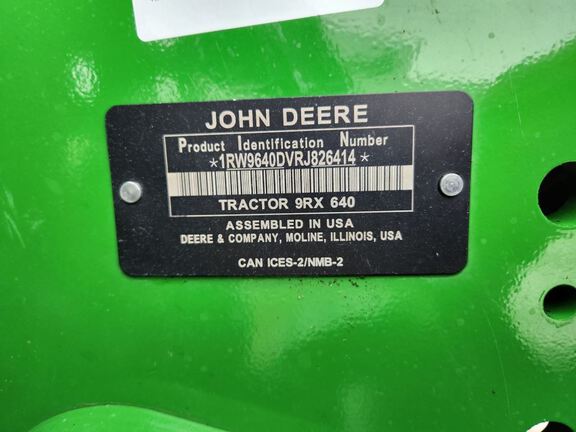 JOHN DEERE
Product Identification Number
*1RW9640DVRJ826414*
TRACTOR 9RX 640
ASSEMBLED IN USA
DEERE & COMPANY, MOLINE, ILLINOIS, USA
CAN ICES-2/NMB-2